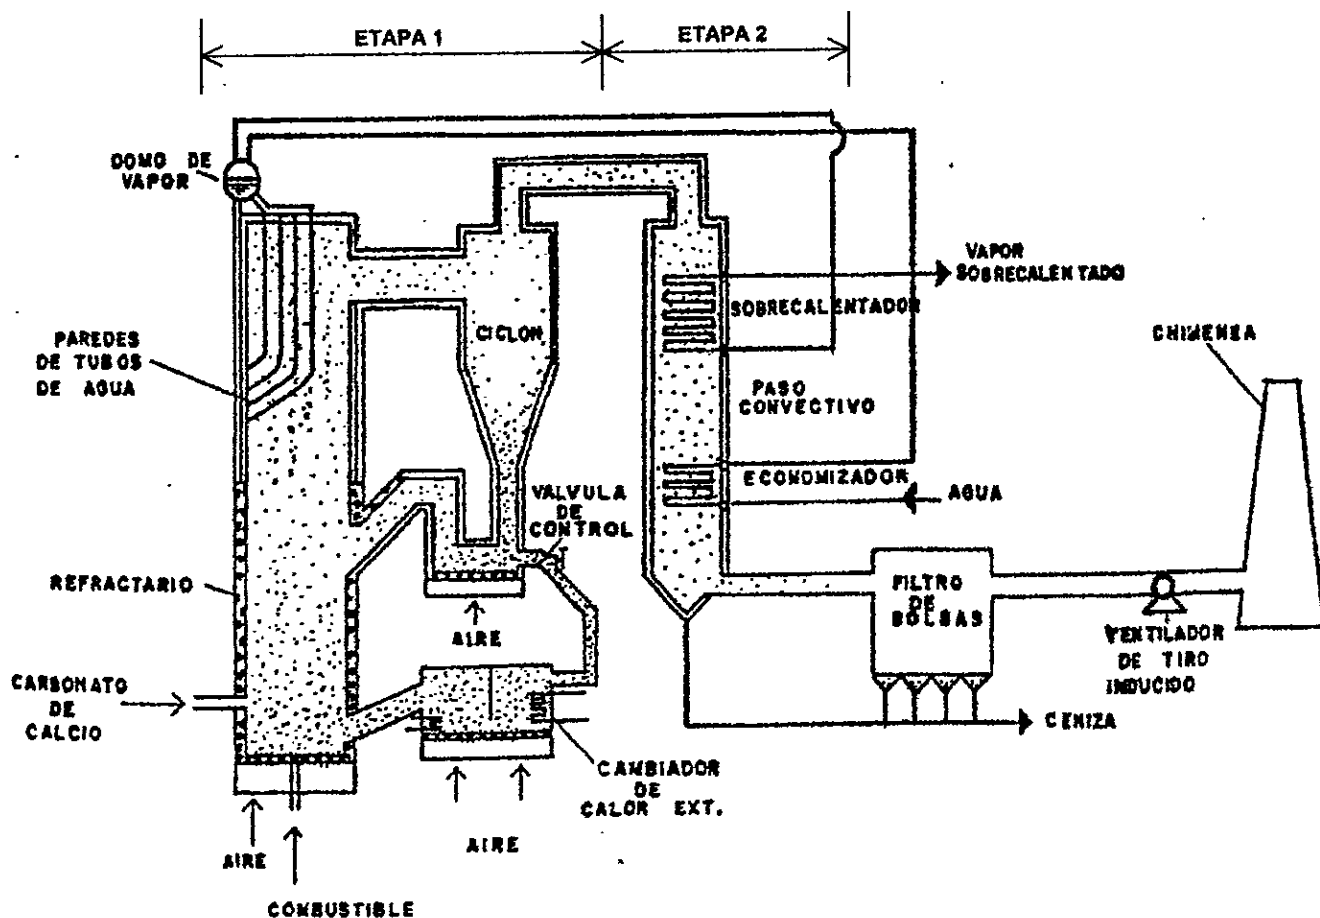 ETAPA 1
ETAPA 2
DOMO DE
VAPOR
VAPOR
SOBRECALENTADO
SOBRECALENTADOR
CICLON
CHIMENEA
PAREDES
DE TUBOS
DE AGUA
PASO
CONVECTIVO
ECONOMIZADOR
AGUA
VALVULA
DE
CONTROL
REFRACTARIO
FILTRO
DE
BOLSAS
AIRE
VENTILADOR
DE TIRO
INDUCIDO
CARBONATO
DE
CALCIO
CENIZA
CAMBIADOR
DE
CALOR EXT.
AIRE
AIRE
COMBUSTIBLE